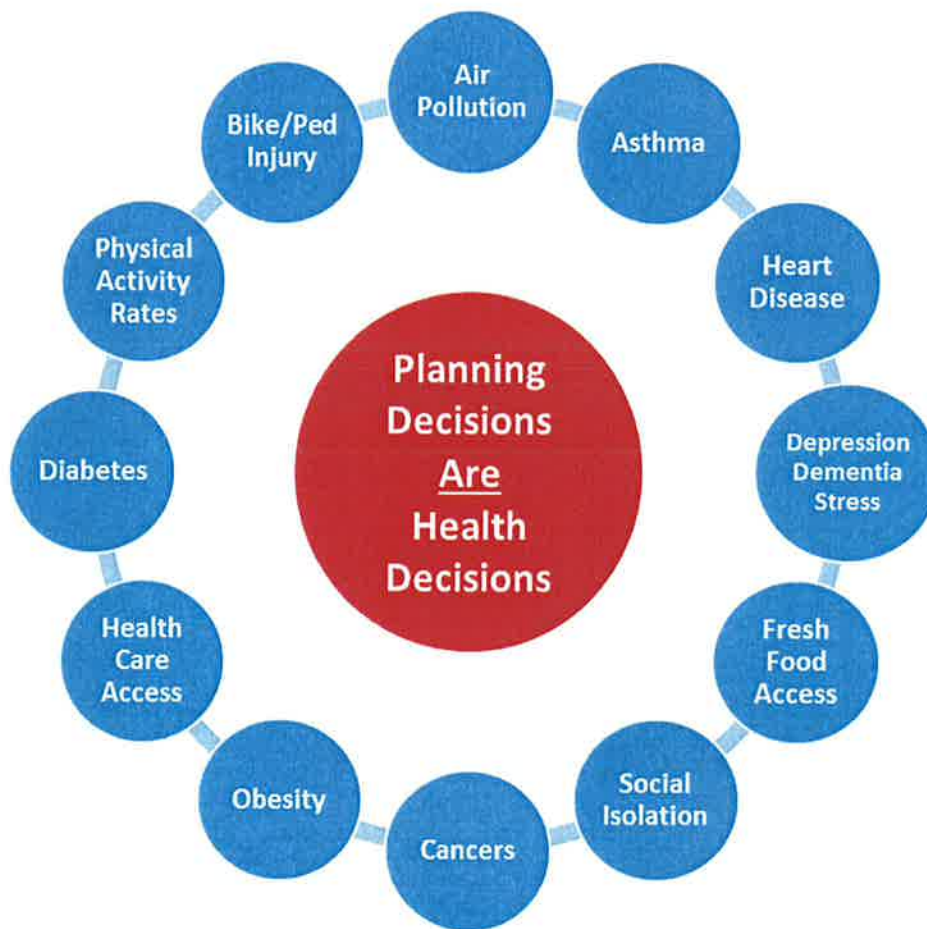 Air
Pollution
Asthma
Heart
Disease
Depression
Dementia
Stress
Fresh
Food
Access
Social
Isolation
Cancers
Obesity
Health
Care
Access
Diabetes
Physical
Activity
Rates
Bike/Ped
Injury
Planning
Decisions
Are
Health
Decisions